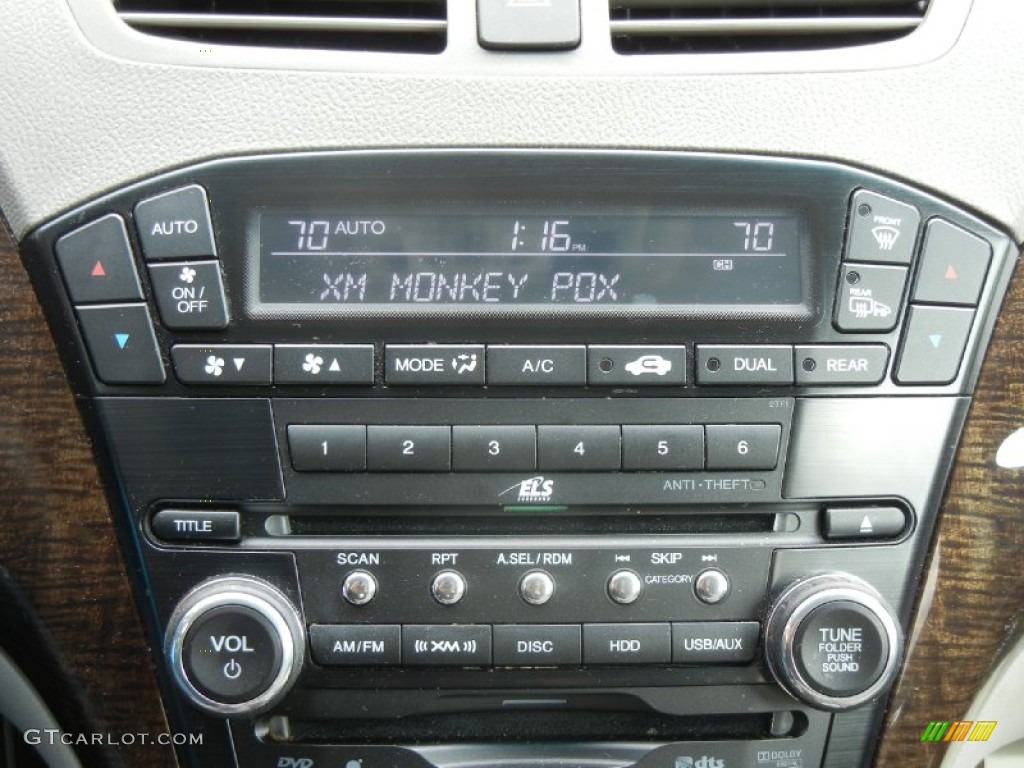 AUTO
70 AUTO 1:16 PM 70
CH
XM MONKEY POX
FRONT
ON / OFF
REAR
MODE A/C DUAL REAR
1 2 3 4 5 6
ELS
SURROUND
ANTI-THEFT
TITLE
SCAN RPT A.SEL/RDM SKIP
CATEGORY
VOL
AM/FM XM DISC HDD USB/AUX
TUNE
FOLDER
PUSH
SOUND
GTCARLOT.COM
DVD dts DOLBY